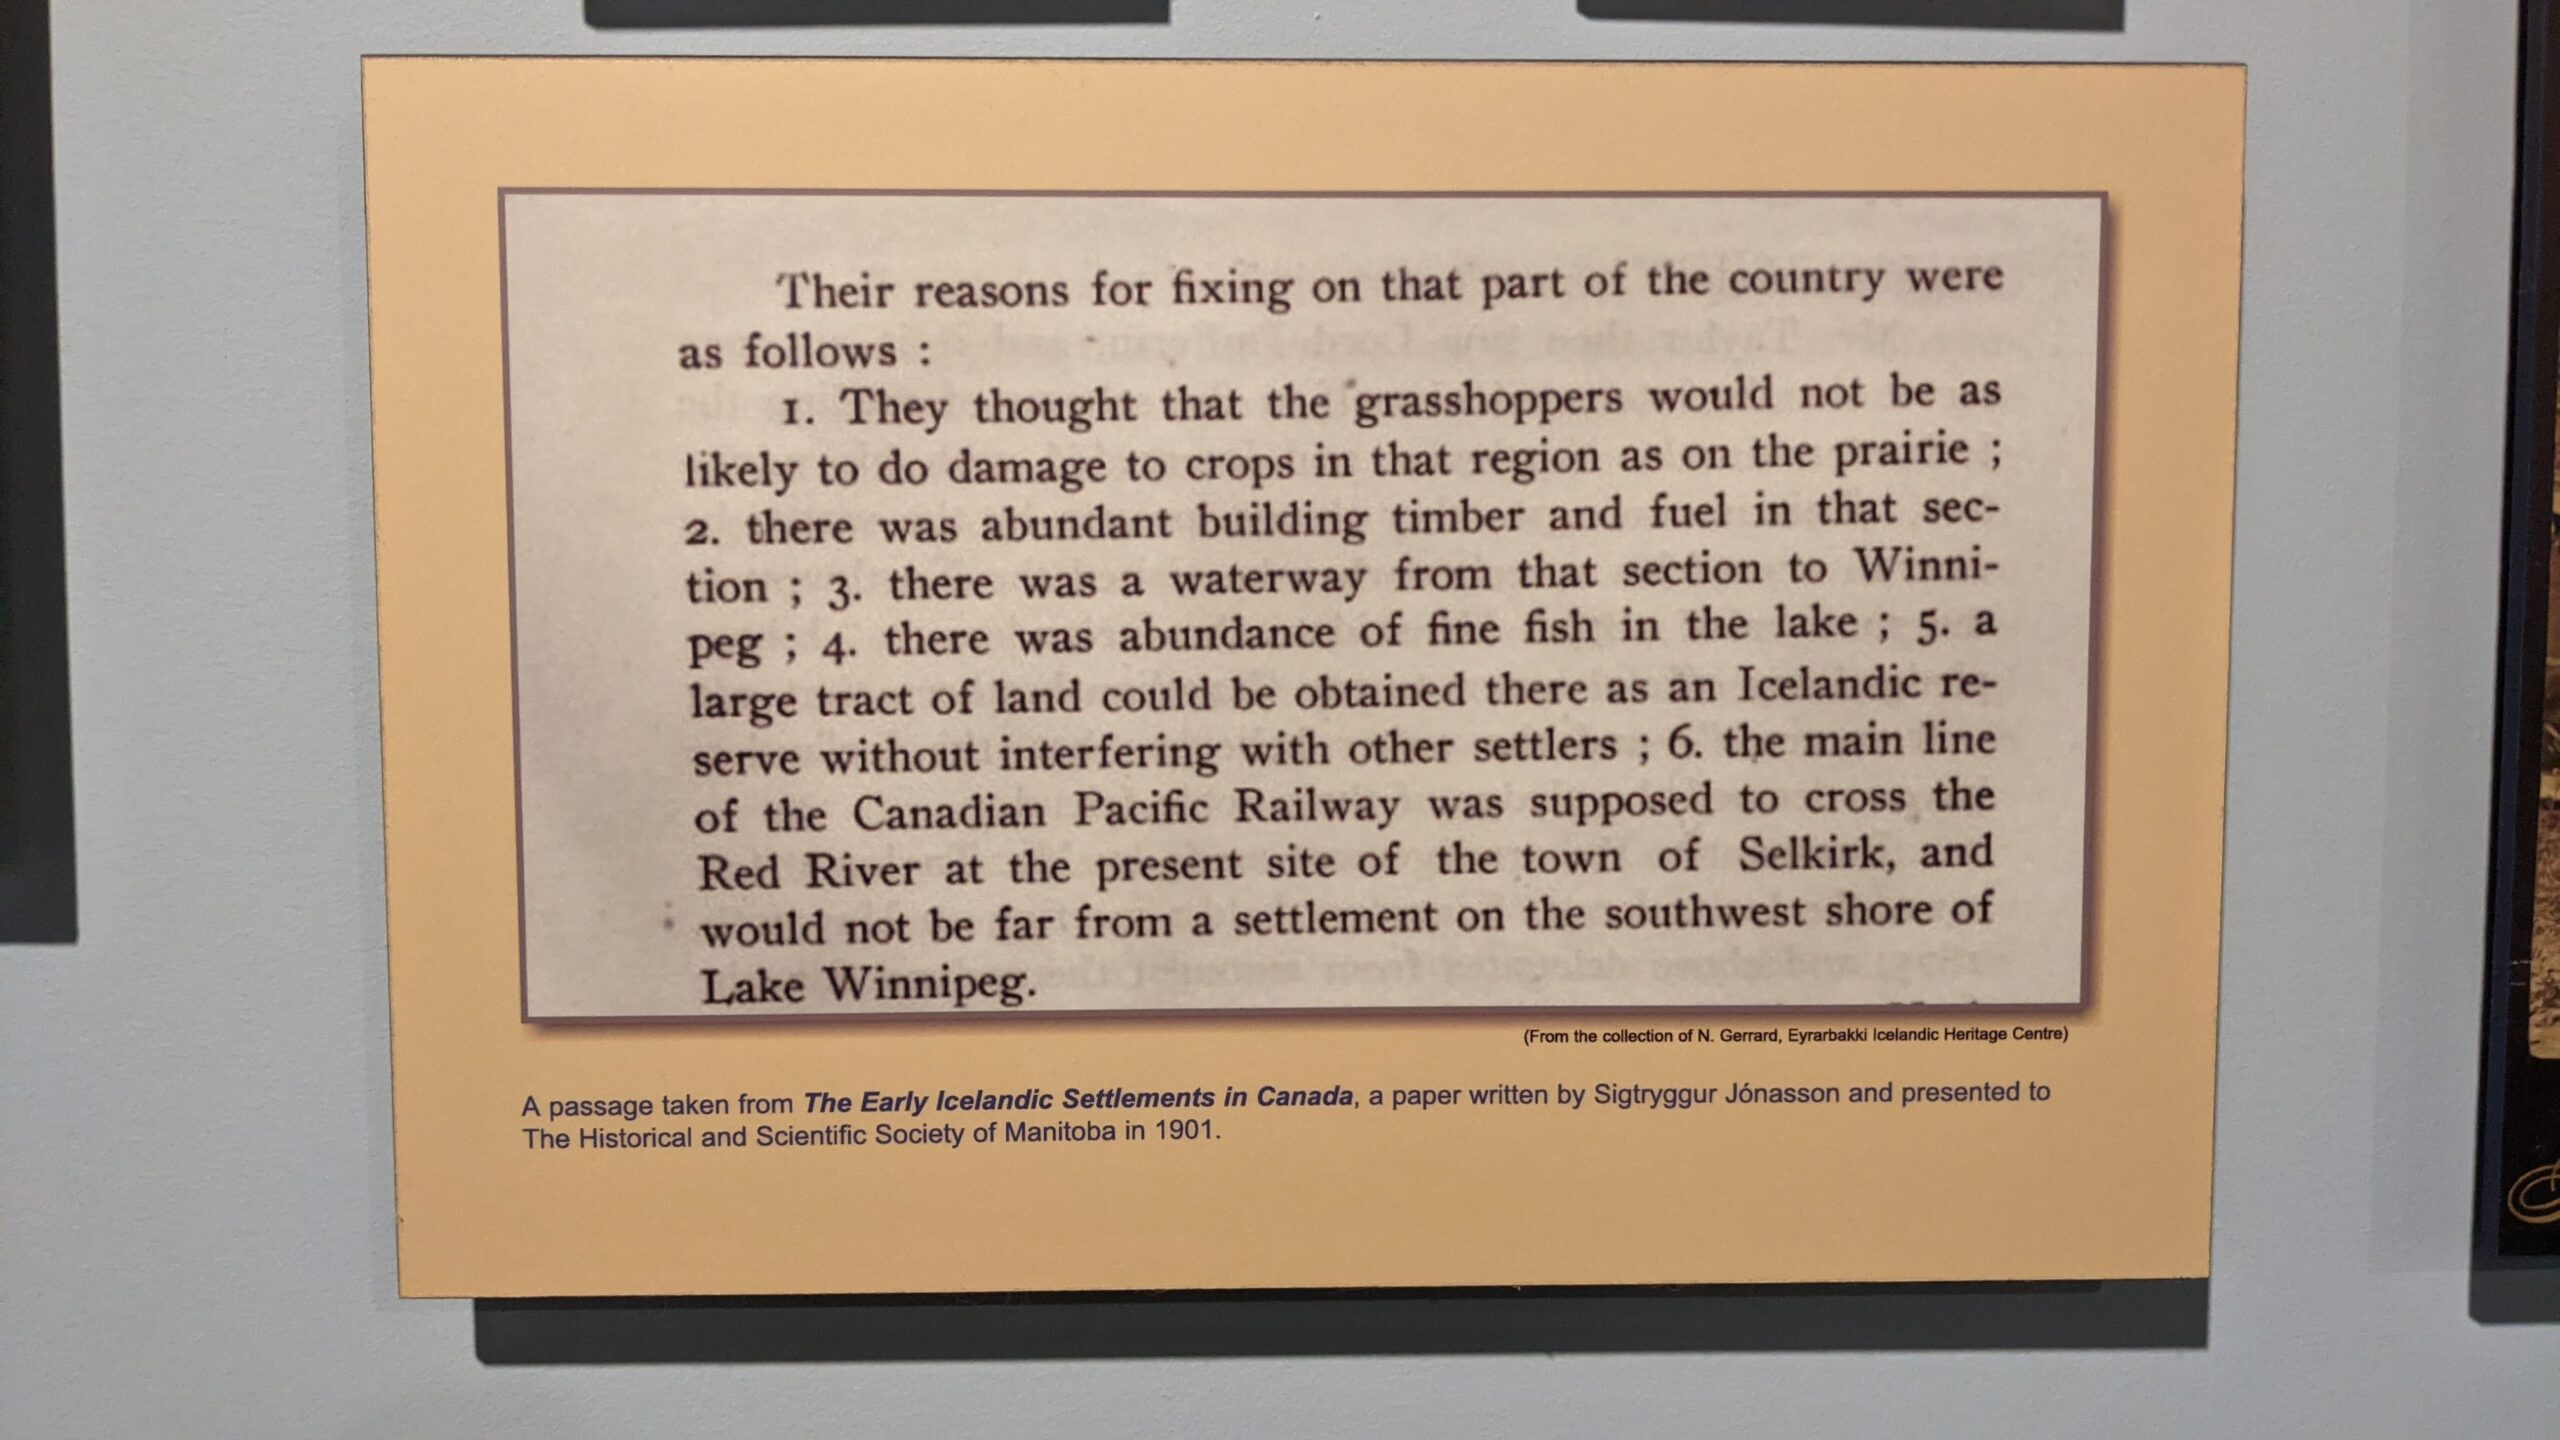 Their reasons for fixing on that part of the country were
as follows :
1. They thought that the grasshoppers would not be as
likely to do damage to crops in that region as on the prairie ;
2. there was abundant building timber and fuel in that sec-
tion ; 3. there was a waterway from that section to Winni-
peg ; 4. there was abundance of fine fish in the lake ; 5. a
large tract of land could be obtained there as an Icelandic re-
serve without interfering with other settlers ; 6. the main line
of the Canadian Pacific Railway was supposed to cross the
Red River at the present site of the town of Selkirk, and
would not be far from a settlement on the southwest shore of
Lake Winnipeg.
(From the collection of N. Gerrard, Eyrarbakki Icelandic Heritage Centre)
A passage taken from The Early Icelandic Settlements in Canada, a paper written by Sigtryggur Jónasson and presented to
The Historical and Scientific Society of Manitoba in 1901.